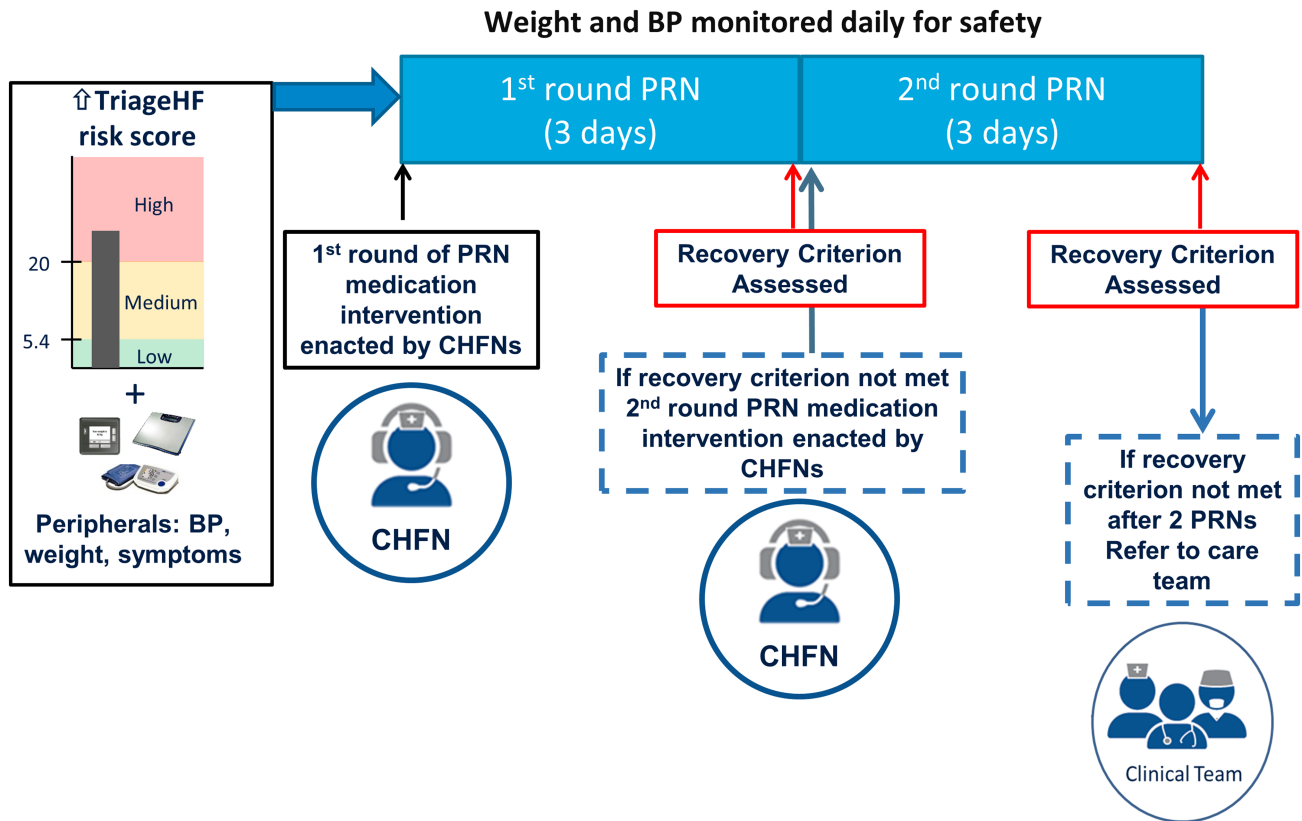 Weight and BP monitored daily for safety
⇧TriageHF
risk score
High
20
Medium
5.4
Low
+
Peripherals: BP,
weight, symptoms
1st round PRN
(3 days)
2nd round PRN
(3 days)
1st round of PRN
medication
intervention
enacted by CHFNs
CHFN
Recovery Criterion
Assessed
If recovery criterion not met
2nd round PRN medication
intervention enacted by
CHFNs
CHFN
Recovery Criterion
Assessed
If recovery
criterion not met
after 2 PRNs
Refer to care
team
Clinical Team